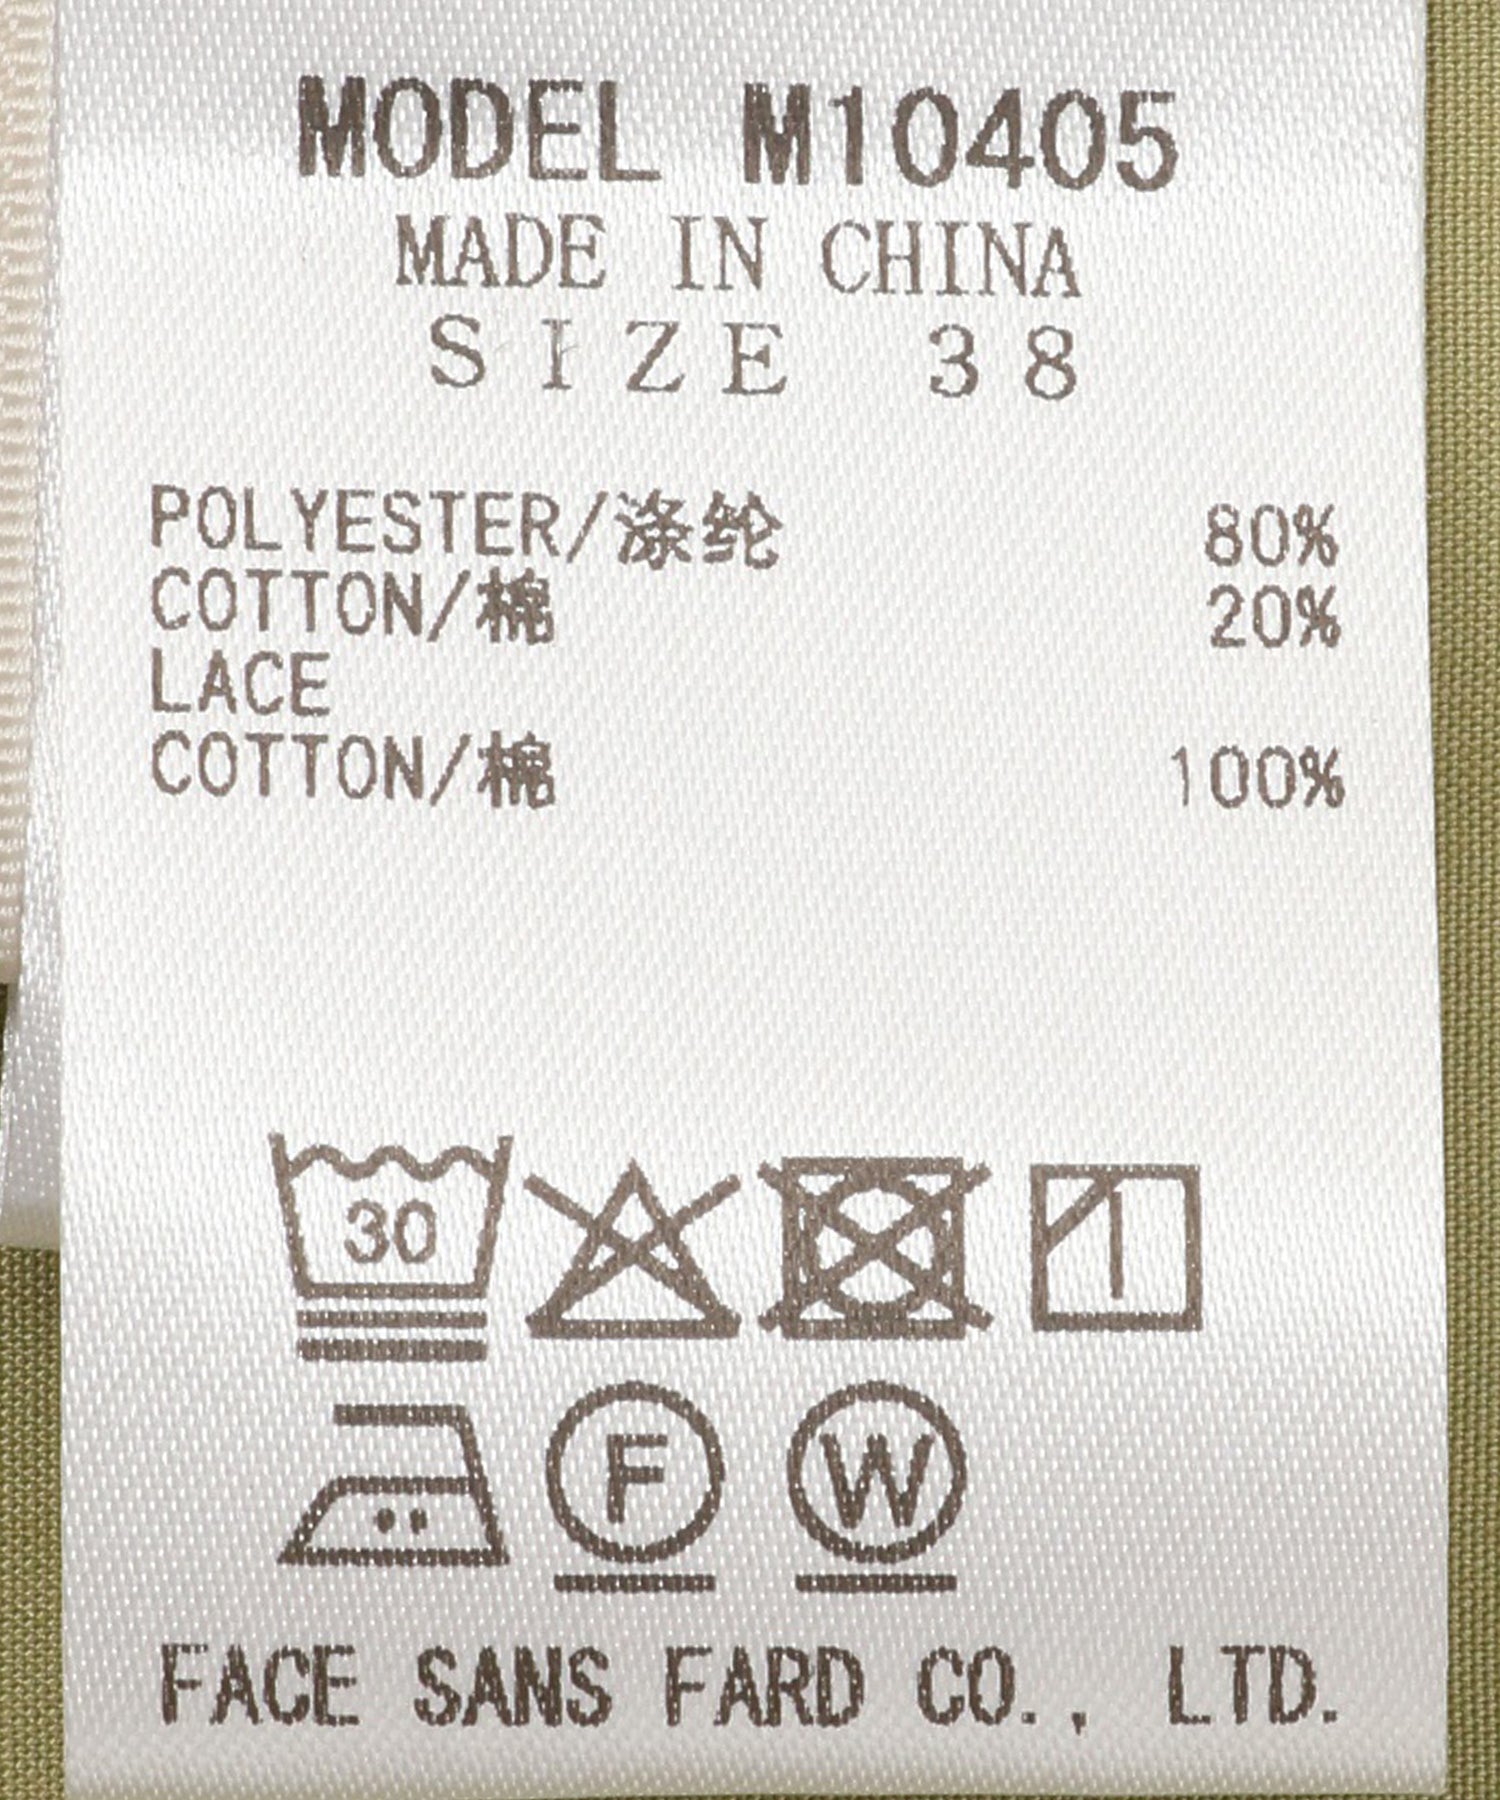 MODEL M10405
MADE IN CHINA
SIZE 38
POLYESTER/涤纶 80%
COTTON/棉 20%
LACE
COTTON/棉 100%
30
F W
FACE SANS FARD CO., LTD.